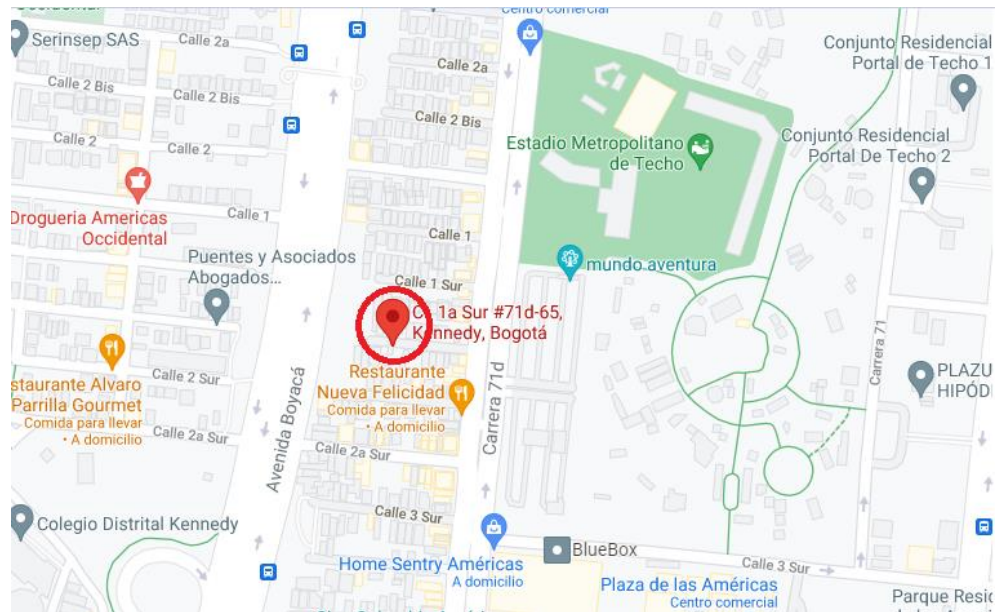 Occidental
Centro comercial
Serinsep SAS
Calle 2a
Calle 2a
Conjunto Residencial
Portal de Techo 1
Calle 2 Bis
Calle 2 Bis
Calle 2 Bis
Calle 2
Calle 2
Estadio Metropolitano
de Techo
Conjunto Residencial
Portal De Techo 2
Drogueria Americas
Occidental
Calle 1
Calle 1
Puentes y Asociados
Abogados...
mundo aventura
Calle 1 Sur
1a Sur #71d-65,
Kennedy, Bogotá
Restaurante
Nueva Felicidad
Comida para llevar
• A domicilio
Carrera 71d
Carrera 71
PLAZU
HIPÓD
staurante Alvaro
Parrilla Gourmet
Comida para llevar
• A domicilio
Calle 2 Sur
Calle 2a Sur
Calle 2a Sur
Avenida Boyacá
Calle 3 Sur
Colegio Distrital Kennedy
Home Sentry Américas
A domicilio
BlueBox
Calle 3 Sur
Plaza de las Américas
Centro comercial
Parque Resid